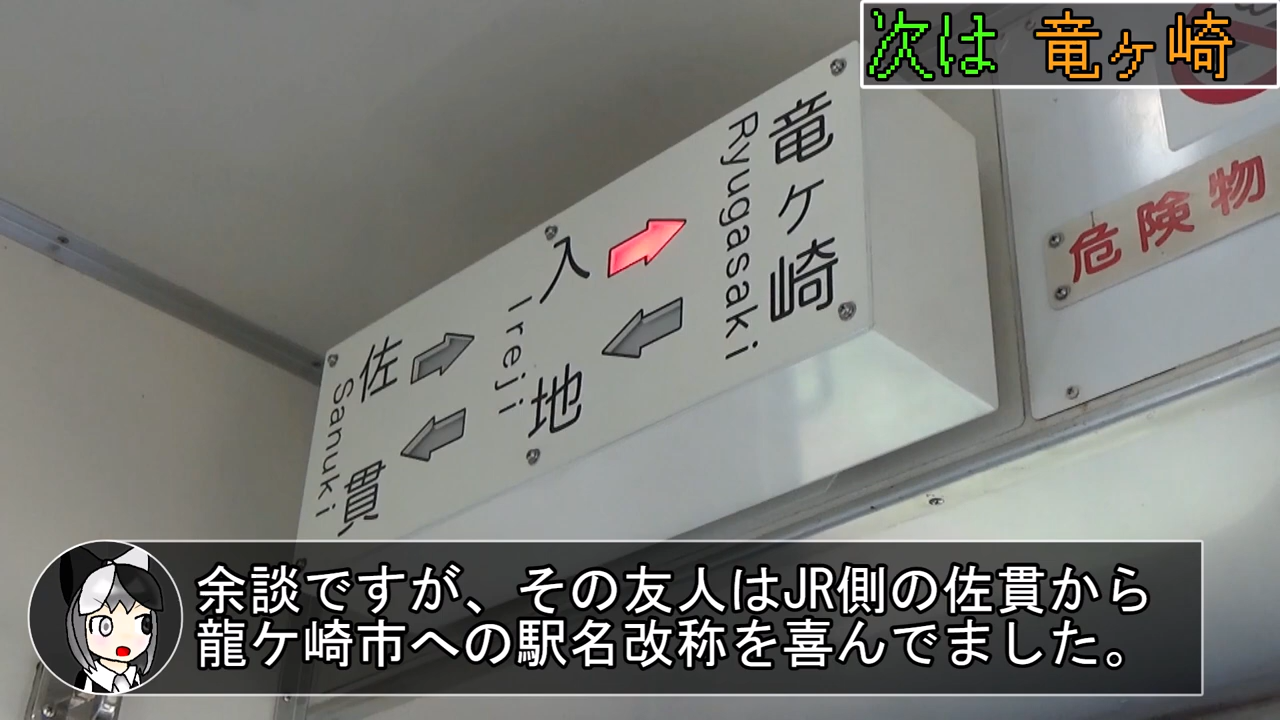 次は 竜ヶ崎
竜ヶ崎
Ryugasaki
入地
Ireji
佐貫
Sanuki
危険物
余談ですが、その友人はJR側の佐貫から
龍ケ崎市への駅名改称を喜んでました。